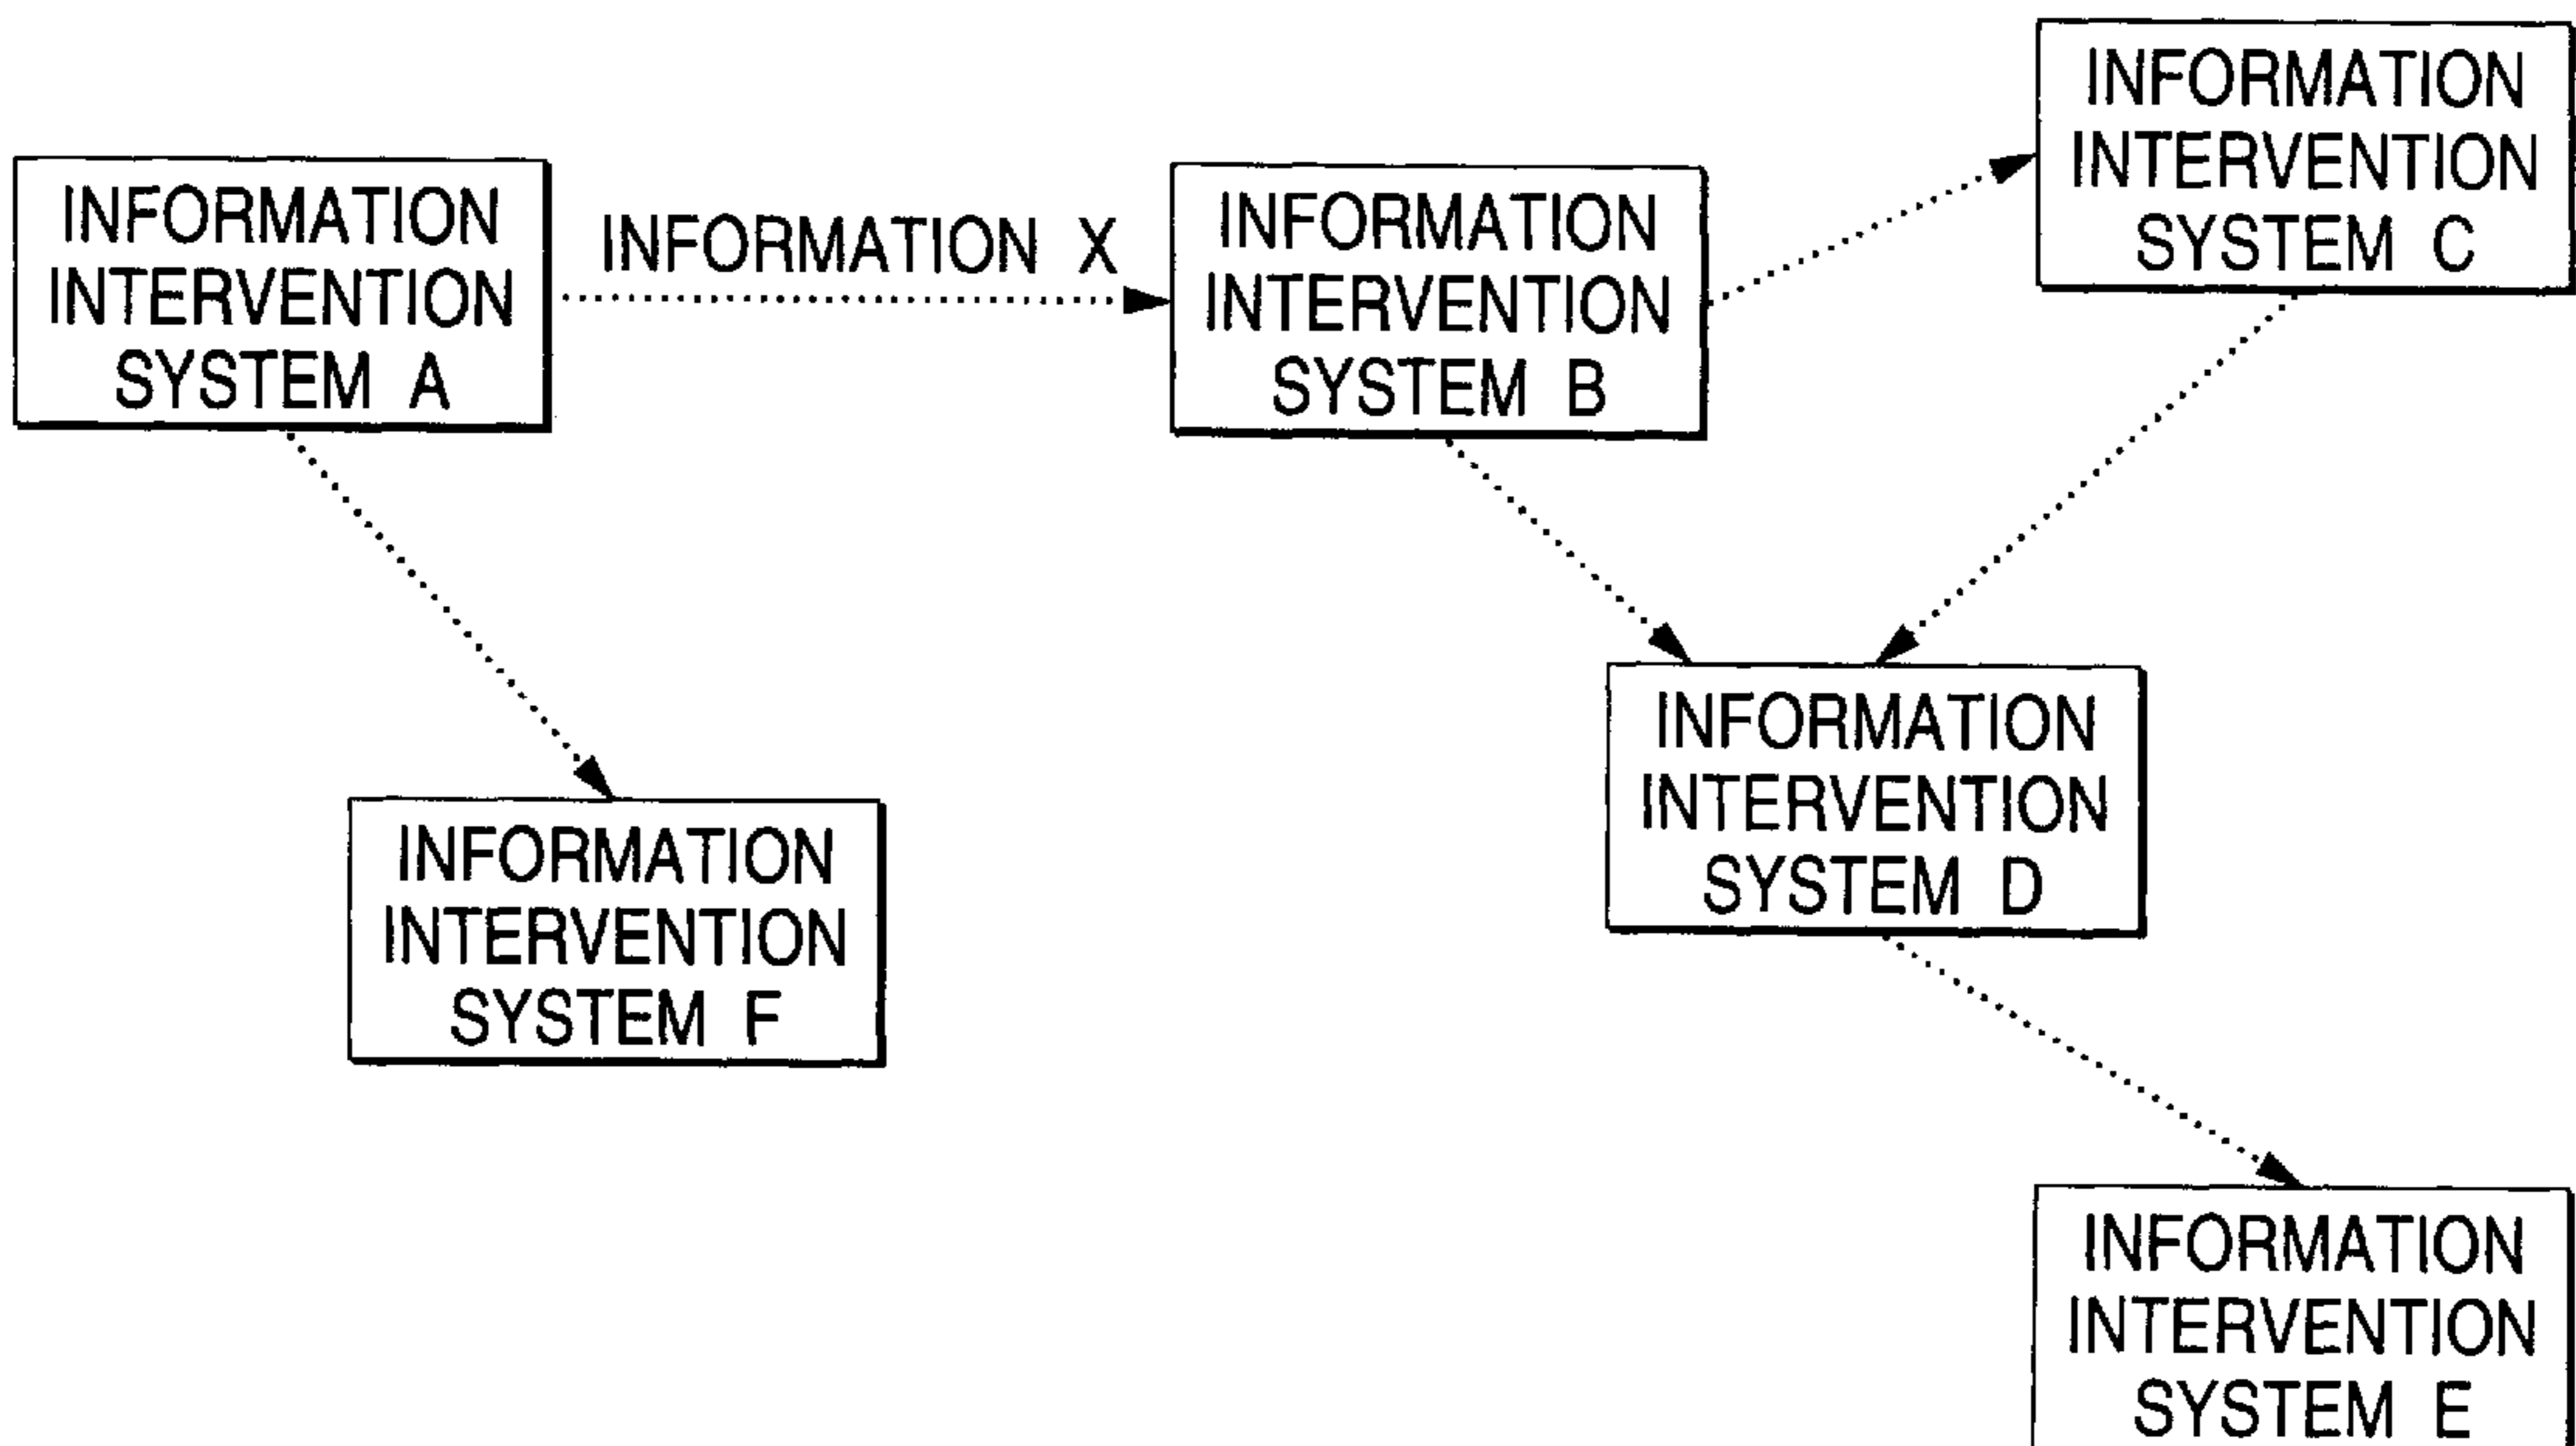 INFORMATION
INTERVENTION
SYSTEM A
INFORMATION X
INFORMATION
INTERVENTION
SYSTEM B
INFORMATION
INTERVENTION
SYSTEM C
INFORMATION
INTERVENTION
SYSTEM D
INFORMATION
INTERVENTION
SYSTEM F
INFORMATION
INTERVENTION
SYSTEM E